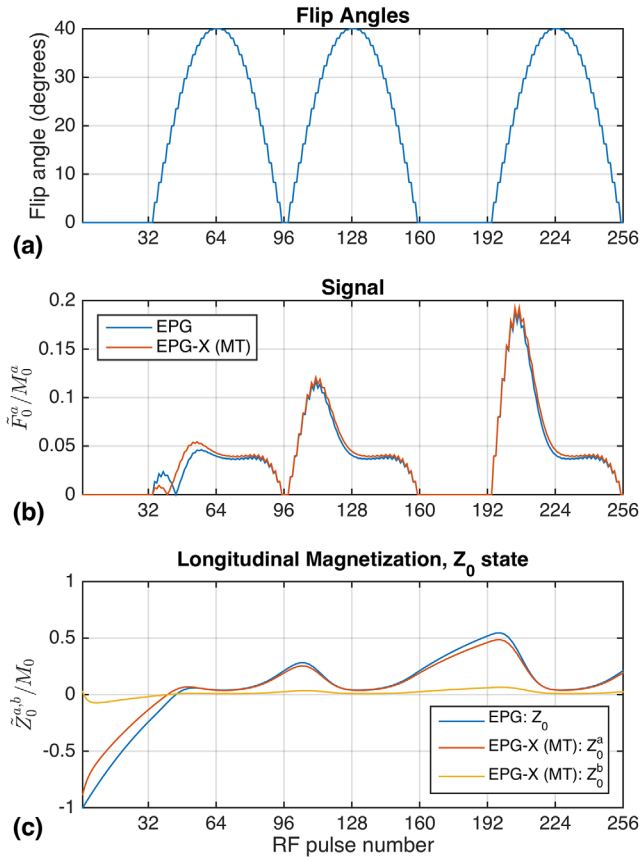 (a)
Flip Angles
Flip angle (degrees)
40
30
20
10
0
32 64 96 128 160 192 224 256
(b)
Signal
EPG
EPG-X (MT)
F̃₀ᵃ/M₀ᵃ
0.2
0.15
0.1
0.05
0
32 64 96 128 160 192 224 256
(c)
Longitudinal Magnetization, Z₀ state
Z̃₀ᵃ,ᵇ/M₀
1
0.5
0
-0.5
-1
EPG: Z₀
EPG-X (MT): Z₀ᵃ
EPG-X (MT): Z₀ᵇ
32 64 96 128 160 192 224 256
RF pulse number